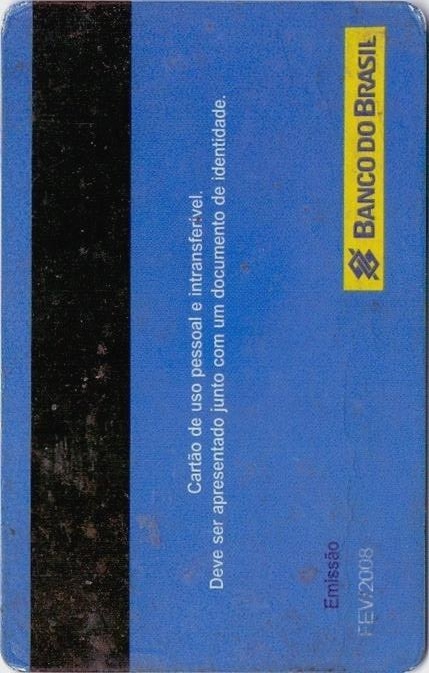 Cartão de uso pessoal e intransferível.
Deve ser apresentado junto com um documento de identidade.
Emissão
FEV/2008
BANCO DO BRASIL